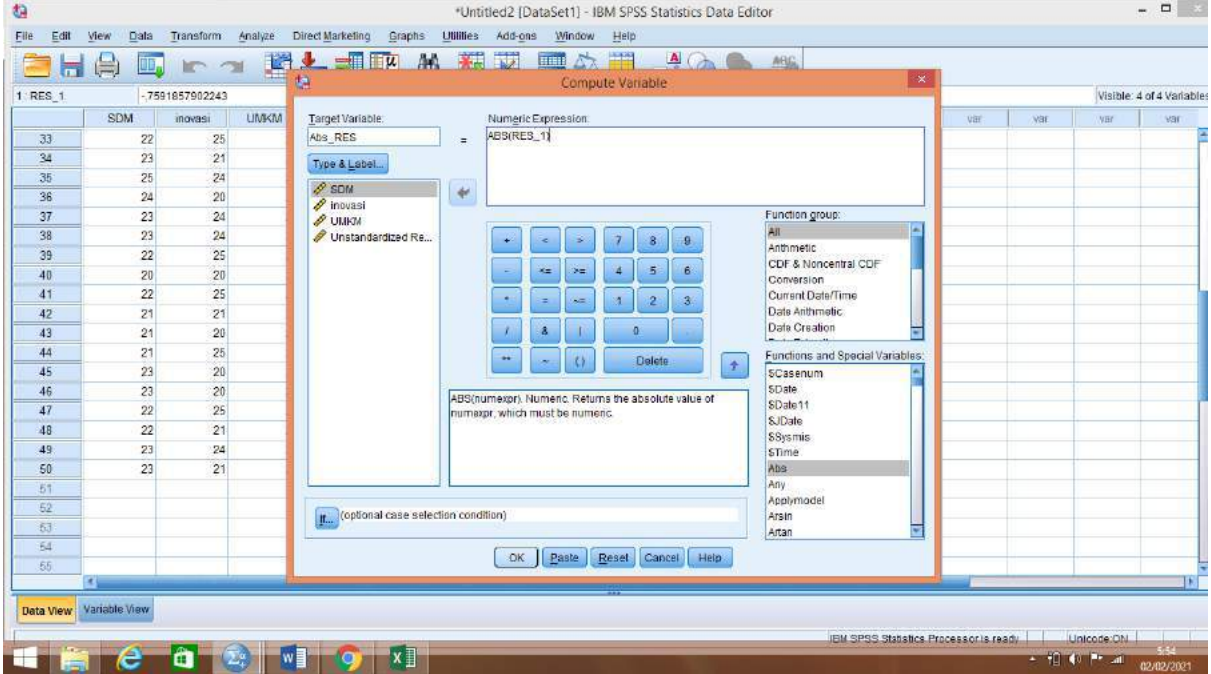 *Untitled2 [DataSet1] - IBM SPSS Statistics Data Editor
File Edit View Data Transform Analyze Direct Marketing Graphs Utilities Add-ons Window Help
1 : RES_1 -,7591857902243 Visible: 4 of 4 Variables
SDM inovasi UMKM var var var var
33 22 25
34 23 21
35 25 24
36 24 20
37 23 24
38 23 24
39 22 25
40 20 20
41 22 25
42 21 21
43 21 20
44 21 25
45 23 20
46 23 20
47 22 25
48 22 21
49 23 24
50 23 21
51
52
53
54
55
Compute Variable
Target Variable:
Abs_RES
=
Numeric Expression:
ABS(RES_1)
Type & Label...
SDM
inovasi
UMKM
Unstandardized Re...
+ < > 7 8 9
- <= >= 4 5 6
* = ~= 1 2 3
/ & | 0 .
** ~ ( ) Delete
Function group:
All
Arithmetic
CDF & Noncentral CDF
Conversion
Current Date/Time
Date Arithmetic
Date Creation
Functions and Special Variables:
$Casenum
$Date
$Date11
$JDate
$Sysmis
$Time
Abs
Any
Applymodel
Arsin
Artan
ABS(numexpr). Numeric. Returns the absolute value of
numexpr, which must be numeric.
If... (optional case selection condition)
OK Paste Reset Cancel Help
Data View Variable View
IBM SPSS Statistics Processor is ready Unicode:ON
5:54
02/02/2021